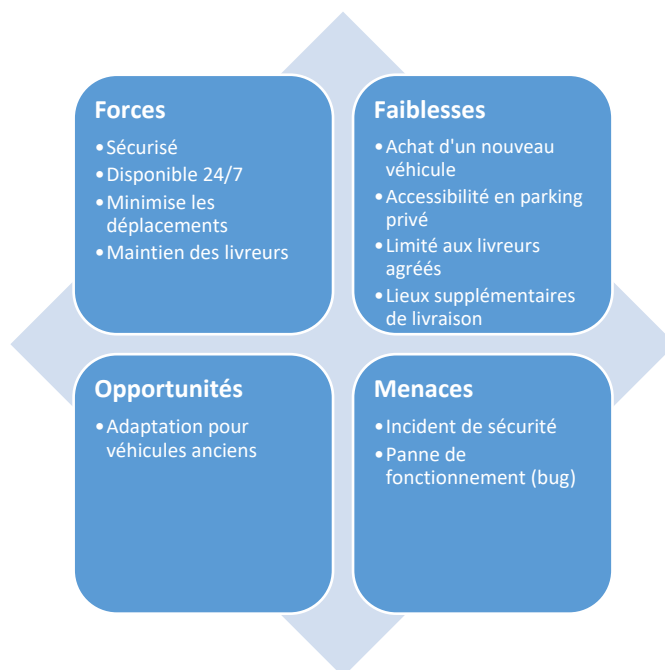 Forces
•Sécurisé
•Disponible 24/7
•Minimise les
déplacements
•Maintien des livreurs
Faiblesses
•Achat d'un nouveau
véhicule
•Accessibilité en parking
privé
•Limité aux livreurs
agréés
•Lieux supplémentaires
de livraison
Opportunités
•Adaptation pour
véhicules anciens
Menaces
•Incident de sécurité
•Panne de
fonctionnement (bug)